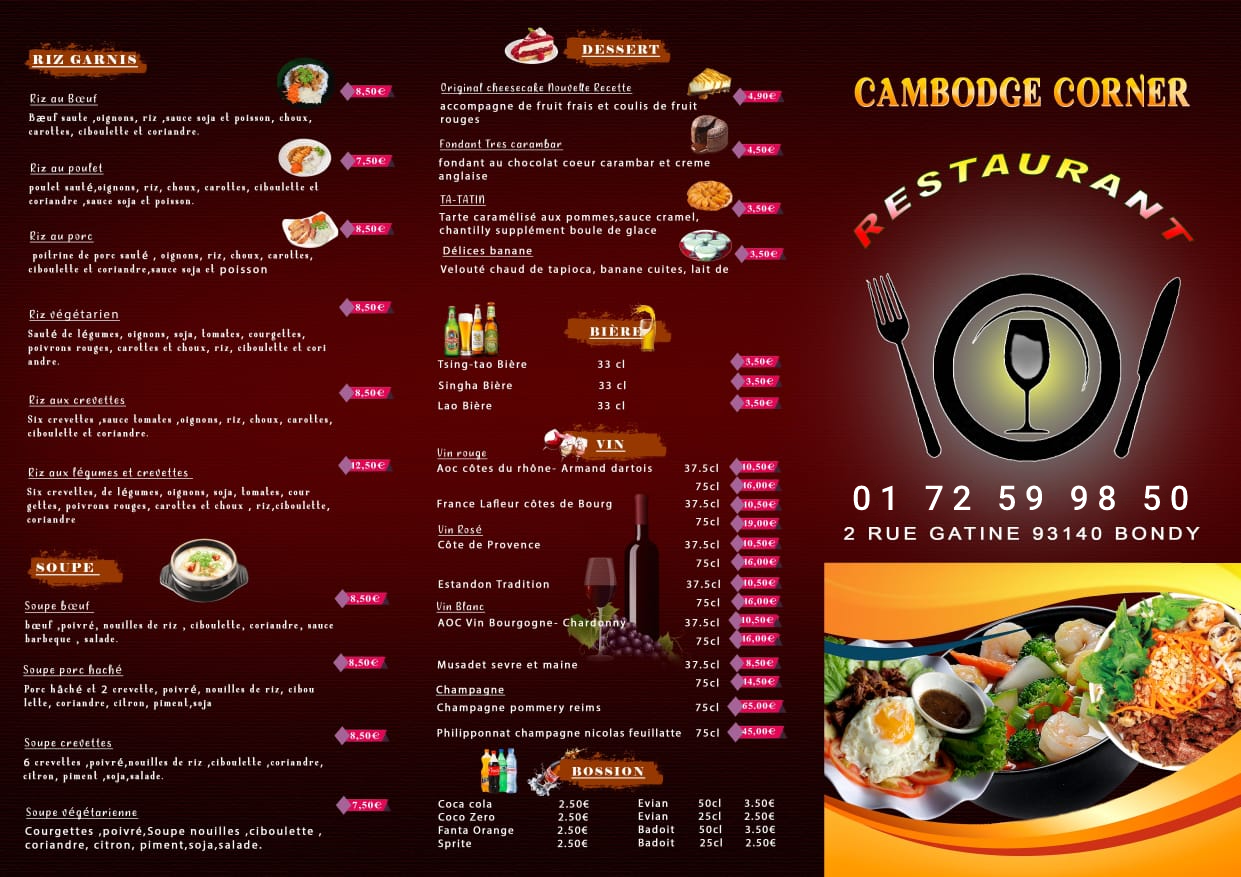 RIZ GARNIS
Riz au Bœuf
8,50€
Bæuf saute ,oignons, riz ,sauce soja et poisson, choux,
carottes, ciboulette et coriandre.
Riz au poulet
7,50€
poulet sauté,oignons, riz, choux, carottes, ciboulette et
coriandre ,sauce soja et poisson.
Riz au porc
8,50€
poitrine de porc sauté , oignons, riz, choux, carottes,
ciboulette et coriandre,sauce soja et poisson
Riz végétarien
8,50€
Sauté de légumes, oignons, soja, tomates, courgettes,
poivrons rouges, carottes et choux, riz, ciboulette et cori
andre.
Riz aux crevettes
8,50€
Six crevettes ,sauce tomates ,oignons, riz, choux, carottes,
ciboulette et coriandre.
Riz aux légumes et crevettes
12,50€
Six crevettes, de légumes, oignons, soja, tomates, cour
gettes, poivrons rouges, carottes et choux , riz,ciboulette,
coriandre
SOUPE
Soupe bœuf
8,50€
bœuf ,poivré, nouilles de riz , ciboulette, coriandre, sauce
barbeque , salade.
Soupe porc haché
8,50€
Porc hâché et 2 crevette, poivré, nouilles de riz, cibou
lette, coriandre, citron, piment,soja
Soupe crevettes
8,50€
6 crevettes ,poivré,nouilles de riz ,ciboulette ,coriandre,
citron, piment ,soja,salade.
Soupe végétarienne
7,50€
Courgettes ,poivré,Soupe nouilles ,ciboulette ,
coriandre, citron, piment,soja,salade.
DESSERT
Original cheesecake Nouvelle Recette
4,90€
accompagne de fruit frais et coulis de fruit
rouges
Fondant Tres carambar
4,50€
fondant au chocolat coeur carambar et creme
anglaise
TA-TATIN
3,50€
Tarte caramélisé aux pommes,sauce cramel,
chantilly supplément boule de glace
Délices banane
3,50€
Velouté chaud de tapioca, banane cuites, lait de
BIÈRE
Tsing-tao Bière 33 cl 3,50€
Singha Bière 33 cl 3,50€
Lao Bière 33 cl 3,50€
VIN
Vin rouge
Aoc côtes du rhône- Armand dartois 37.5cl 10,50€
75cl 16,00€
France Lafleur côtes de Bourg 37.5cl 10,50€
75cl 19,00€
Vin Rosé
Côte de Provence 37.5cl 10,50€
75cl 16,00€
Estandon Tradition 37.5cl 10,50€
75cl 16,00€
Vin Blanc
AOC Vin Bourgogne- Chardonny 37.5cl 10,50€
75cl 16,00€
Musadet sevre et maine 37.5cl 8,50€
75cl 14,50€
Champagne
Champagne pommery reims 75cl 65.00€
Philipponnat champagne nicolas feuillatte 75cl 45,00€
BOSSION
Coca cola 2.50€ Evian 50cl 3.50€
Coco Zero 2.50€ Evian 25cl 2.50€
Fanta Orange 2.50€ Badoit 50cl 3.50€
Sprite 2.50€ Badoit 25cl 2.50€
CAMBODGE CORNER
RESTAURANT
01 72 59 98 50
2 RUE GATINE 93140 BONDY